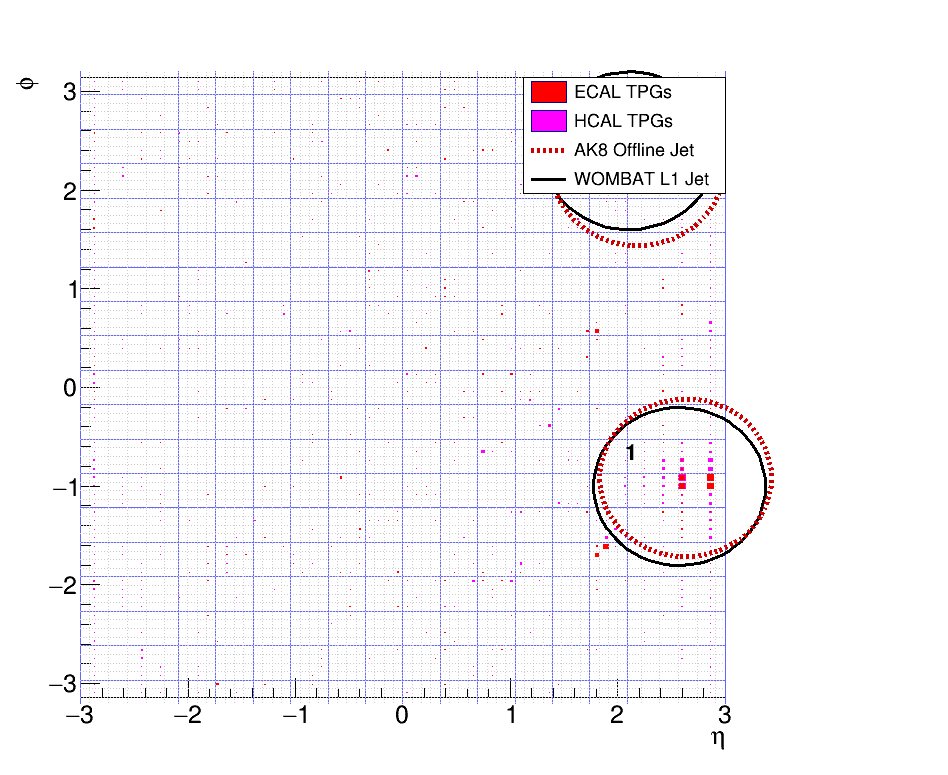 φ
3
ECAL TPGs
HCAL TPGs
AK8 Offline Jet
2
WOMBAT L1 Jet
1
0
1
−1
−2
−3
−3 −2 −1 0 1 2 3
η